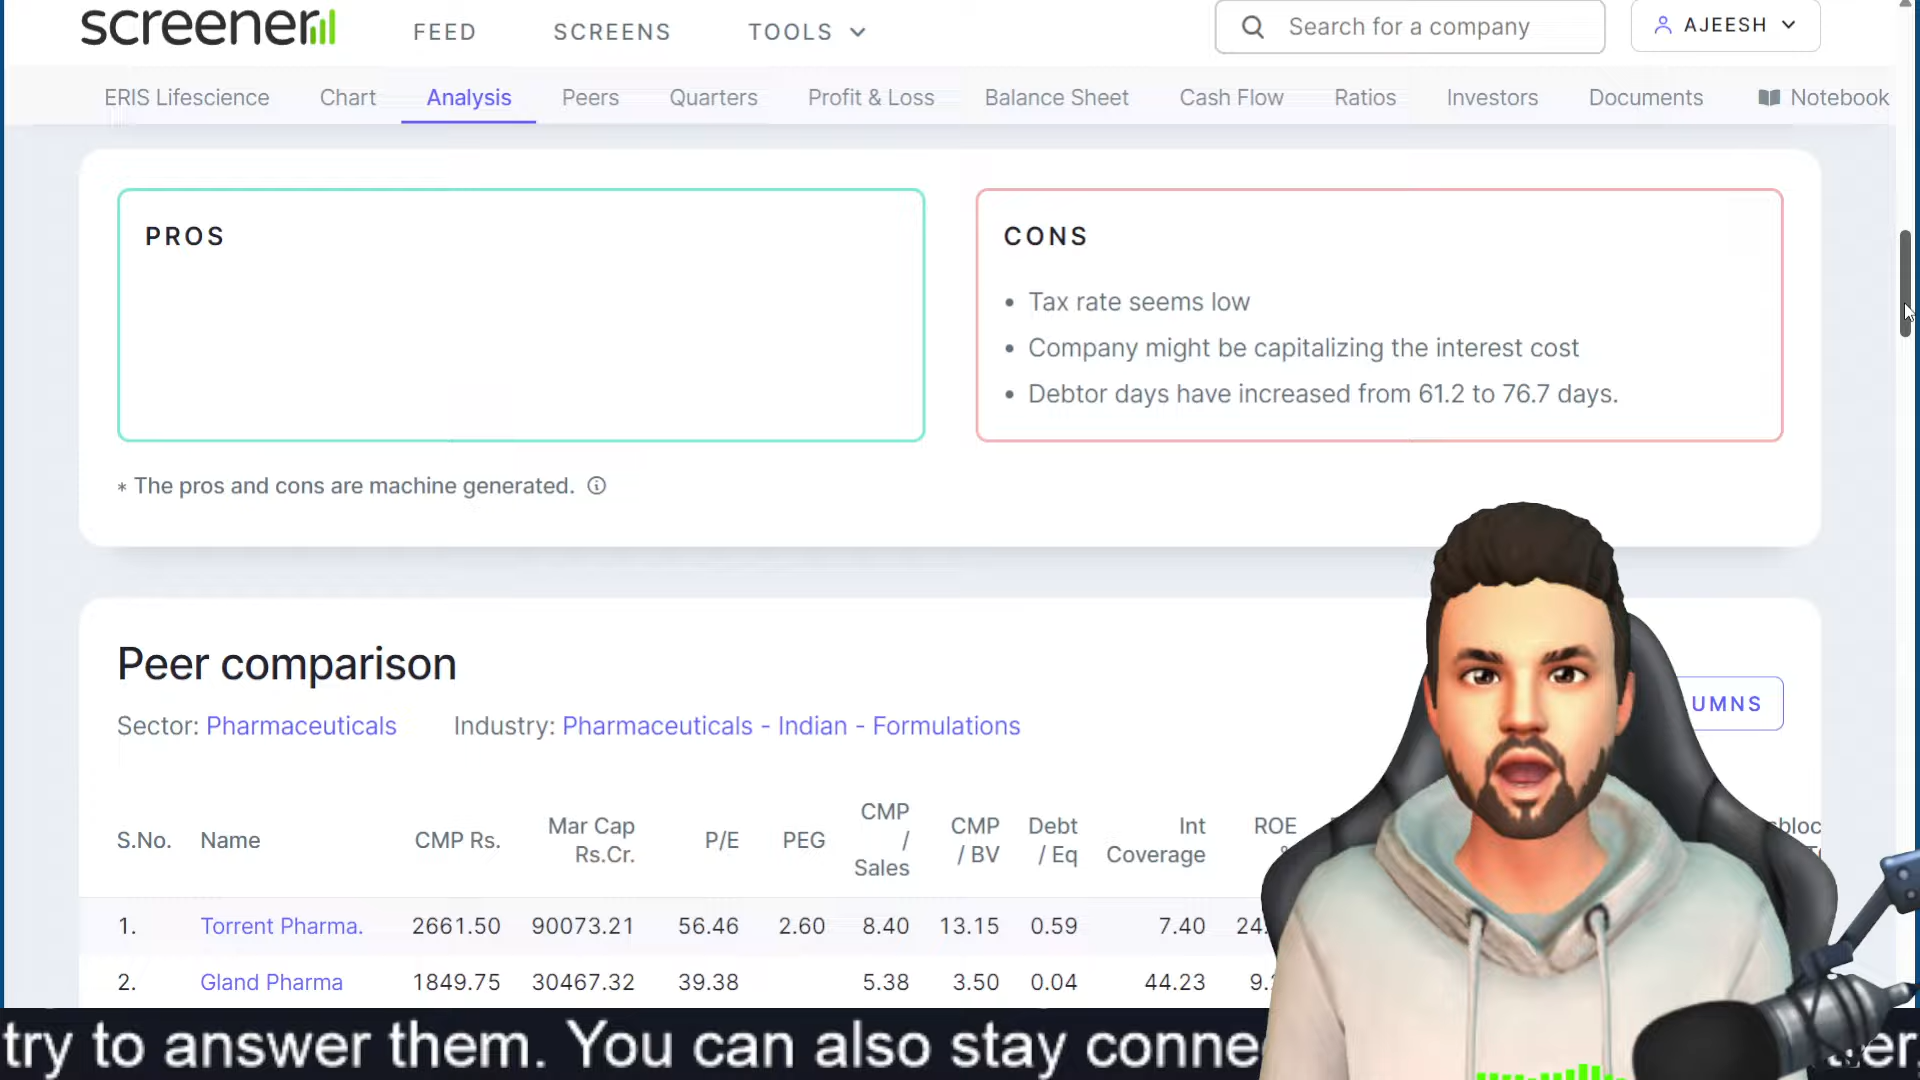 screener
FEED SCREENS TOOLS
Search for a company
AJEESH
ERIS Lifescience Chart Analysis Peers Quarters Profit & Loss Balance Sheet Cash Flow Ratios Investors Documents Notebook
PROS
CONS
• Tax rate seems low
• Company might be capitalizing the interest cost
• Debtor days have increased from 61.2 to 76.7 days.
* The pros and cons are machine generated.
Peer comparison
UMNS
Sector: Pharmaceuticals Industry: Pharmaceuticals - Indian - Formulations
S.No. Name CMP Rs. Mar Cap Rs.Cr. P/E PEG CMP / Sales CMP / BV Debt / Eq Int Coverage ROE
1. Torrent Pharma. 2661.50 90073.21 56.46 2.60 8.40 13.15 0.59 7.40 24.
2. Gland Pharma 1849.75 30467.32 39.38 5.38 3.50 0.04 44.23 9.
try to answer them. You can also stay conne